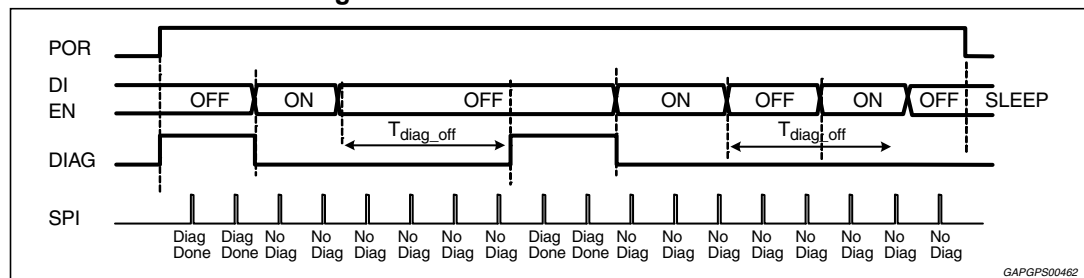 g
POR
DI
OFF ON OFF ON OFF ON OFF SLEEP
EN
Tdiag_off Tdiag_off
DIAG
SPI
Diag Done Diag Done No Diag No Diag No Diag No Diag No Diag No Diag Diag Done Diag Done No Diag No Diag No Diag No Diag No Diag No Diag No Diag No Diag
GAPGPS00462